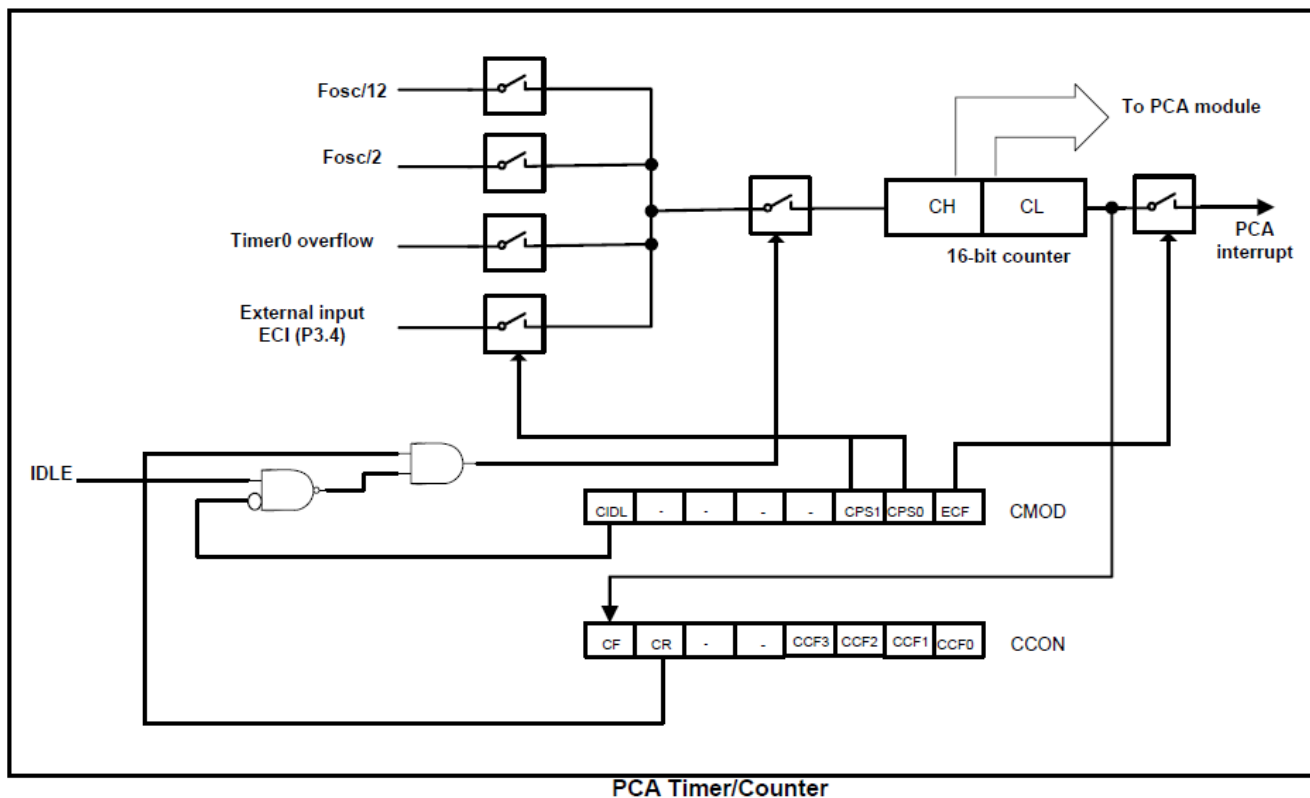 Fosc/12
To PCA module
Fosc/2
CH CL
Timer0 overflow
16-bit counter
PCA
interrupt
External input
ECI (P3.4)
IDLE
CIDL - - - - CPS1 CPS0 ECF CMOD
CF CR - - CCF3 CCF2 CCF1 CCF0 CCON
PCA Timer/Counter